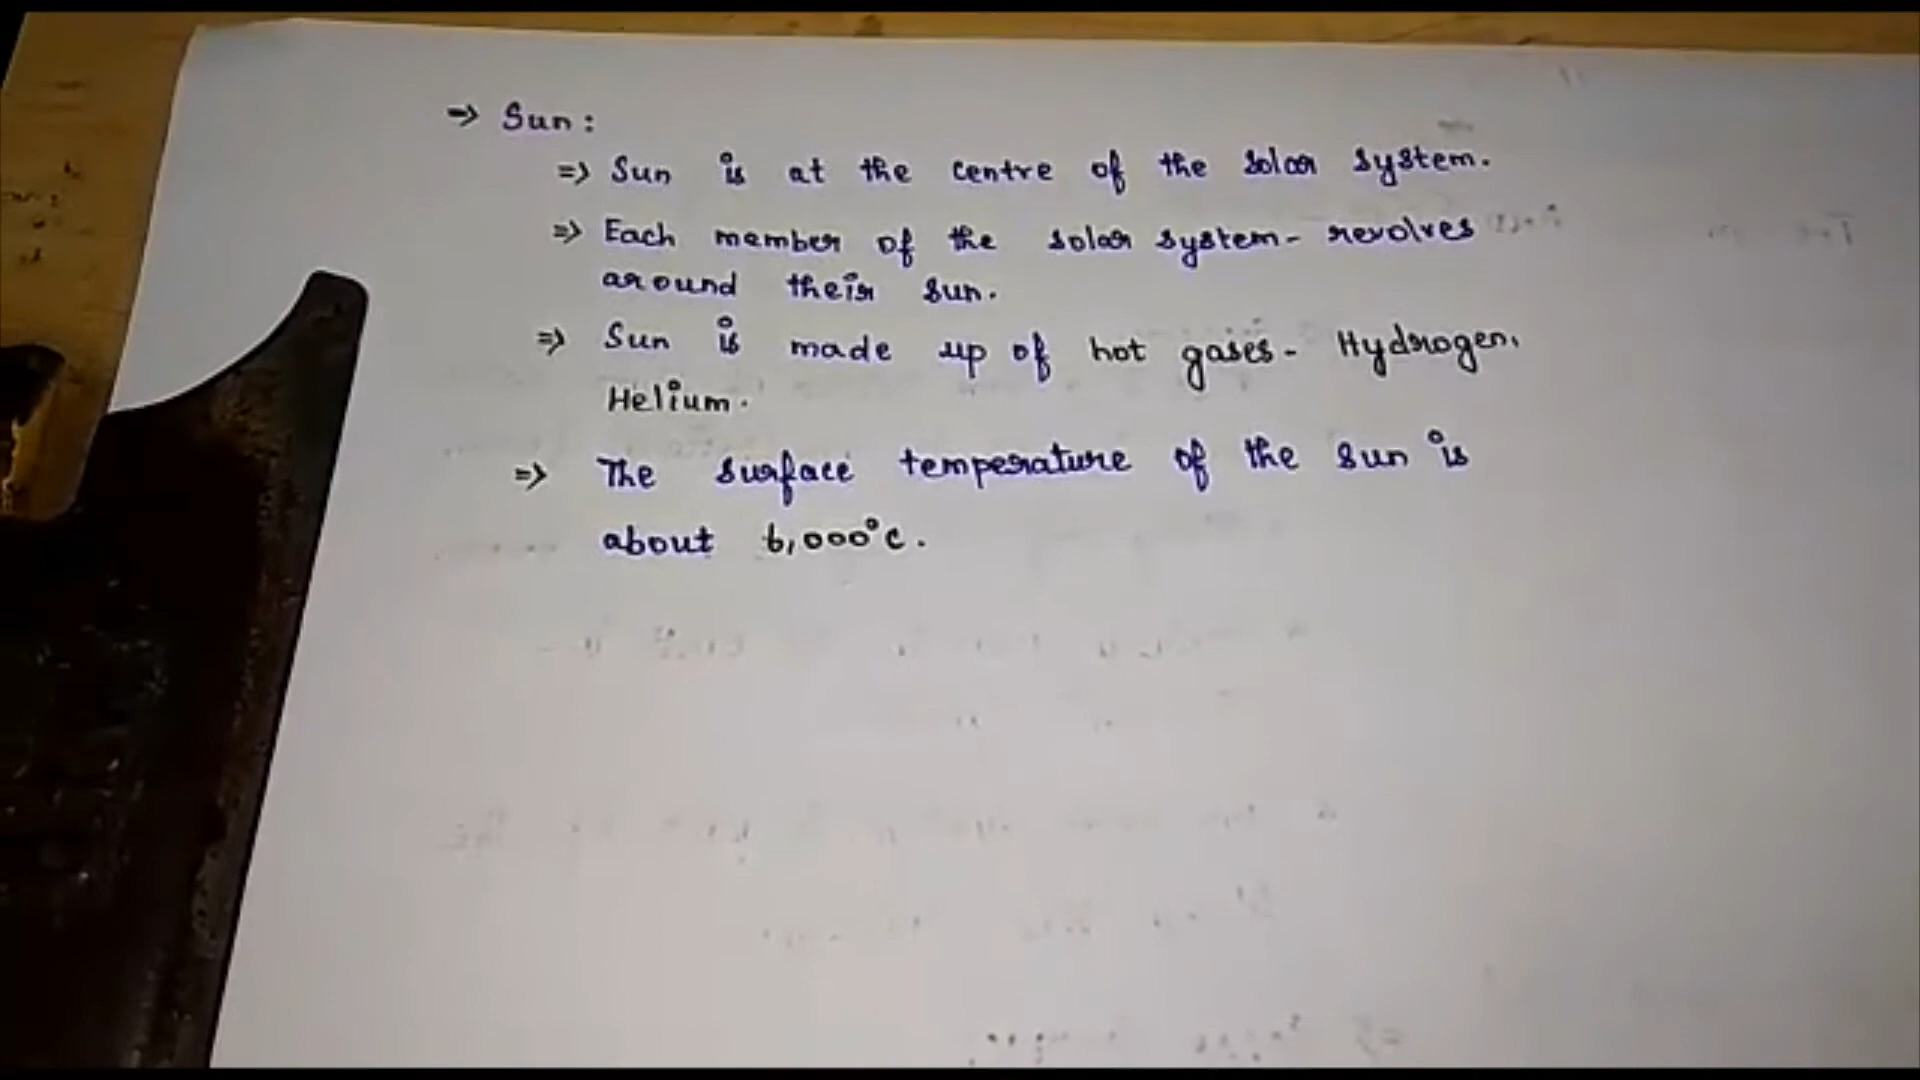 ⇒ Sun:
⇒ Sun is at the centre of the solar system.
⇒ Each member of the solar system - revolves
around their sun.
⇒ Sun is made up of hot gases - Hydrogen,
Helium.
⇒ The surface temperature of the sun is
about 6,000°c.